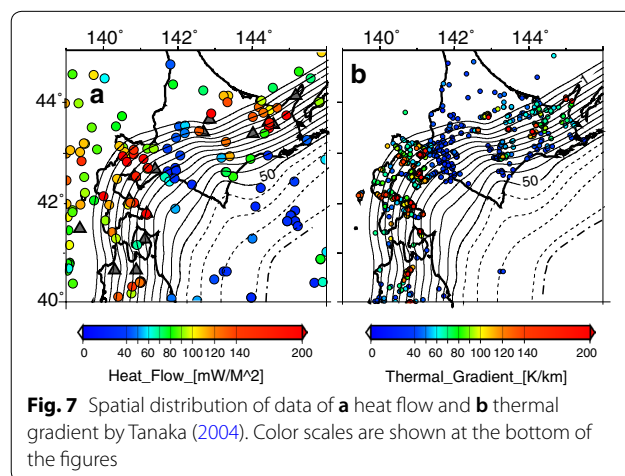 140° 142° 144° 140° 142° 144°
a b
44°
42°
40°
50 50
0 40 60 80 100 120 140 200 0 40 60 80 100 120 140 200
Heat_Flow_[mW/M^2] Thermal_Gradient_[K/km]
Fig. 7 Spatial distribution of data of a heat flow and b thermal
gradient by Tanaka (2004). Color scales are shown at the bottom of
the figures